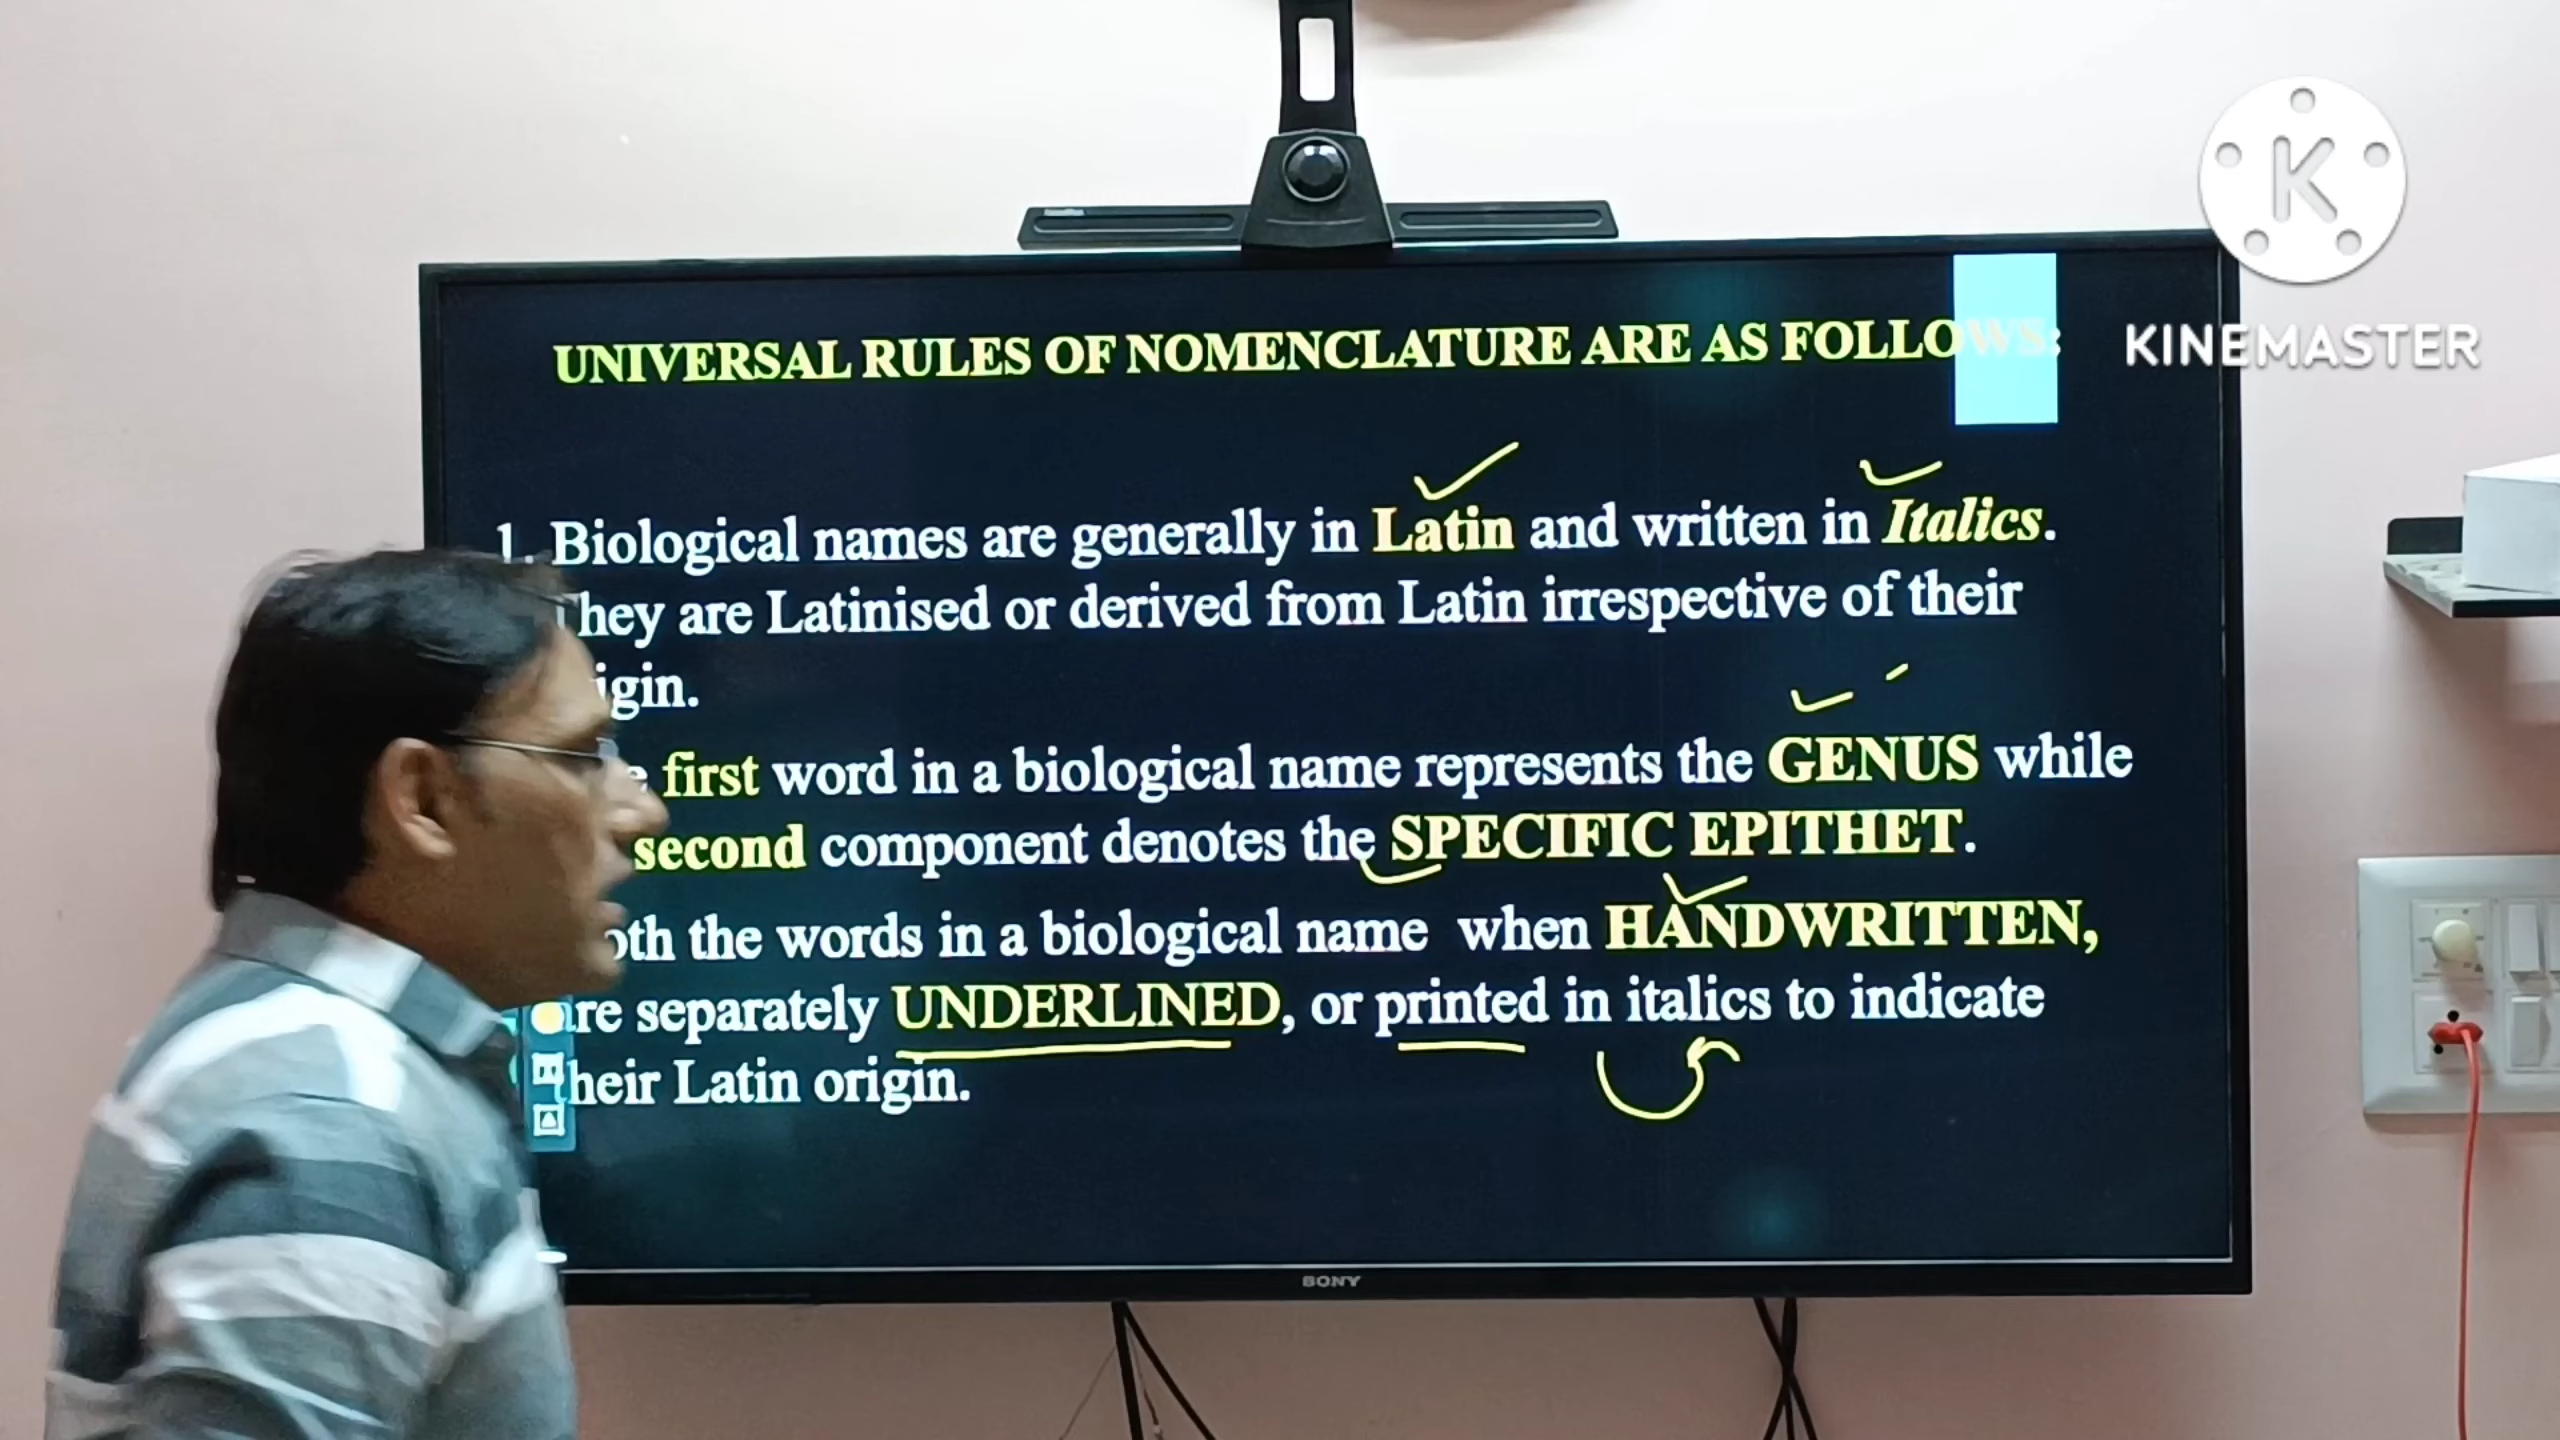 KINEMASTER
UNIVERSAL RULES OF NOMENCLATURE ARE AS FOLLOWS:
1. Biological names are generally in Latin and written in Italics.
hey are Latinised or derived from Latin irrespective of their
igin.
first word in a biological name represents the GENUS while
second component denotes the SPECIFIC EPITHET.
oth the words in a biological name when HANDWRITTEN,
are separately UNDERLINED, or printed in italics to indicate
their Latin origin.
SONY